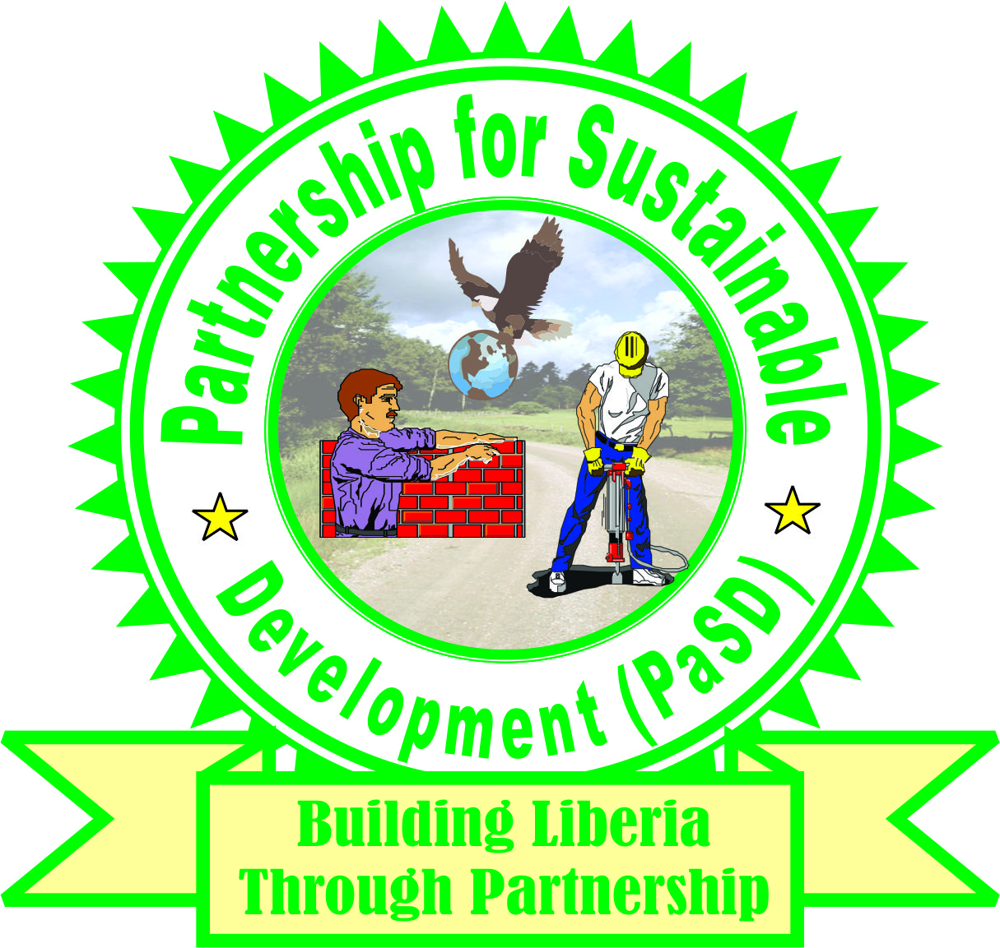 Partnership for Sustainable
Development (PaSD)
Building Liberia
Through Partnership